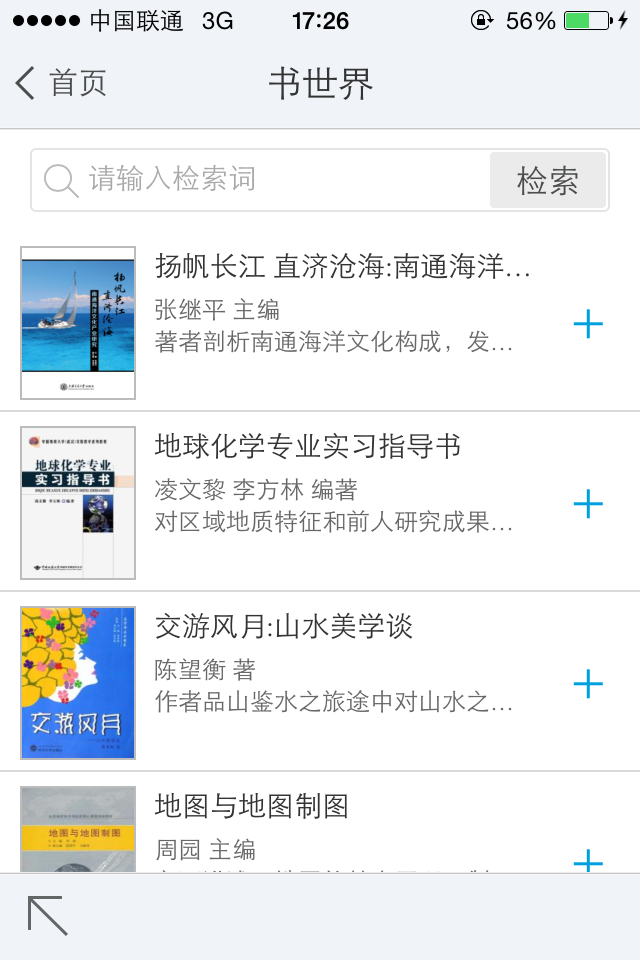 中国联通 3G 17:26 56%
首页 书世界
请输入检索词 检索
扬帆长江 直济沧海:南通海洋…
张继平 主编
著者剖析南通海洋文化构成，发…
扬帆长江
直济沧海
地球化学专业实习指导书
凌文黎 李方林 编著
对区域地质特征和前人研究成果…
地球化学专业
实习指导书
交游风月:山水美学谈
陈望衡 著
作者品山鉴水之旅途中对山水之…
交游风月
地图与地图制图
周园 主编
地图与地图制图